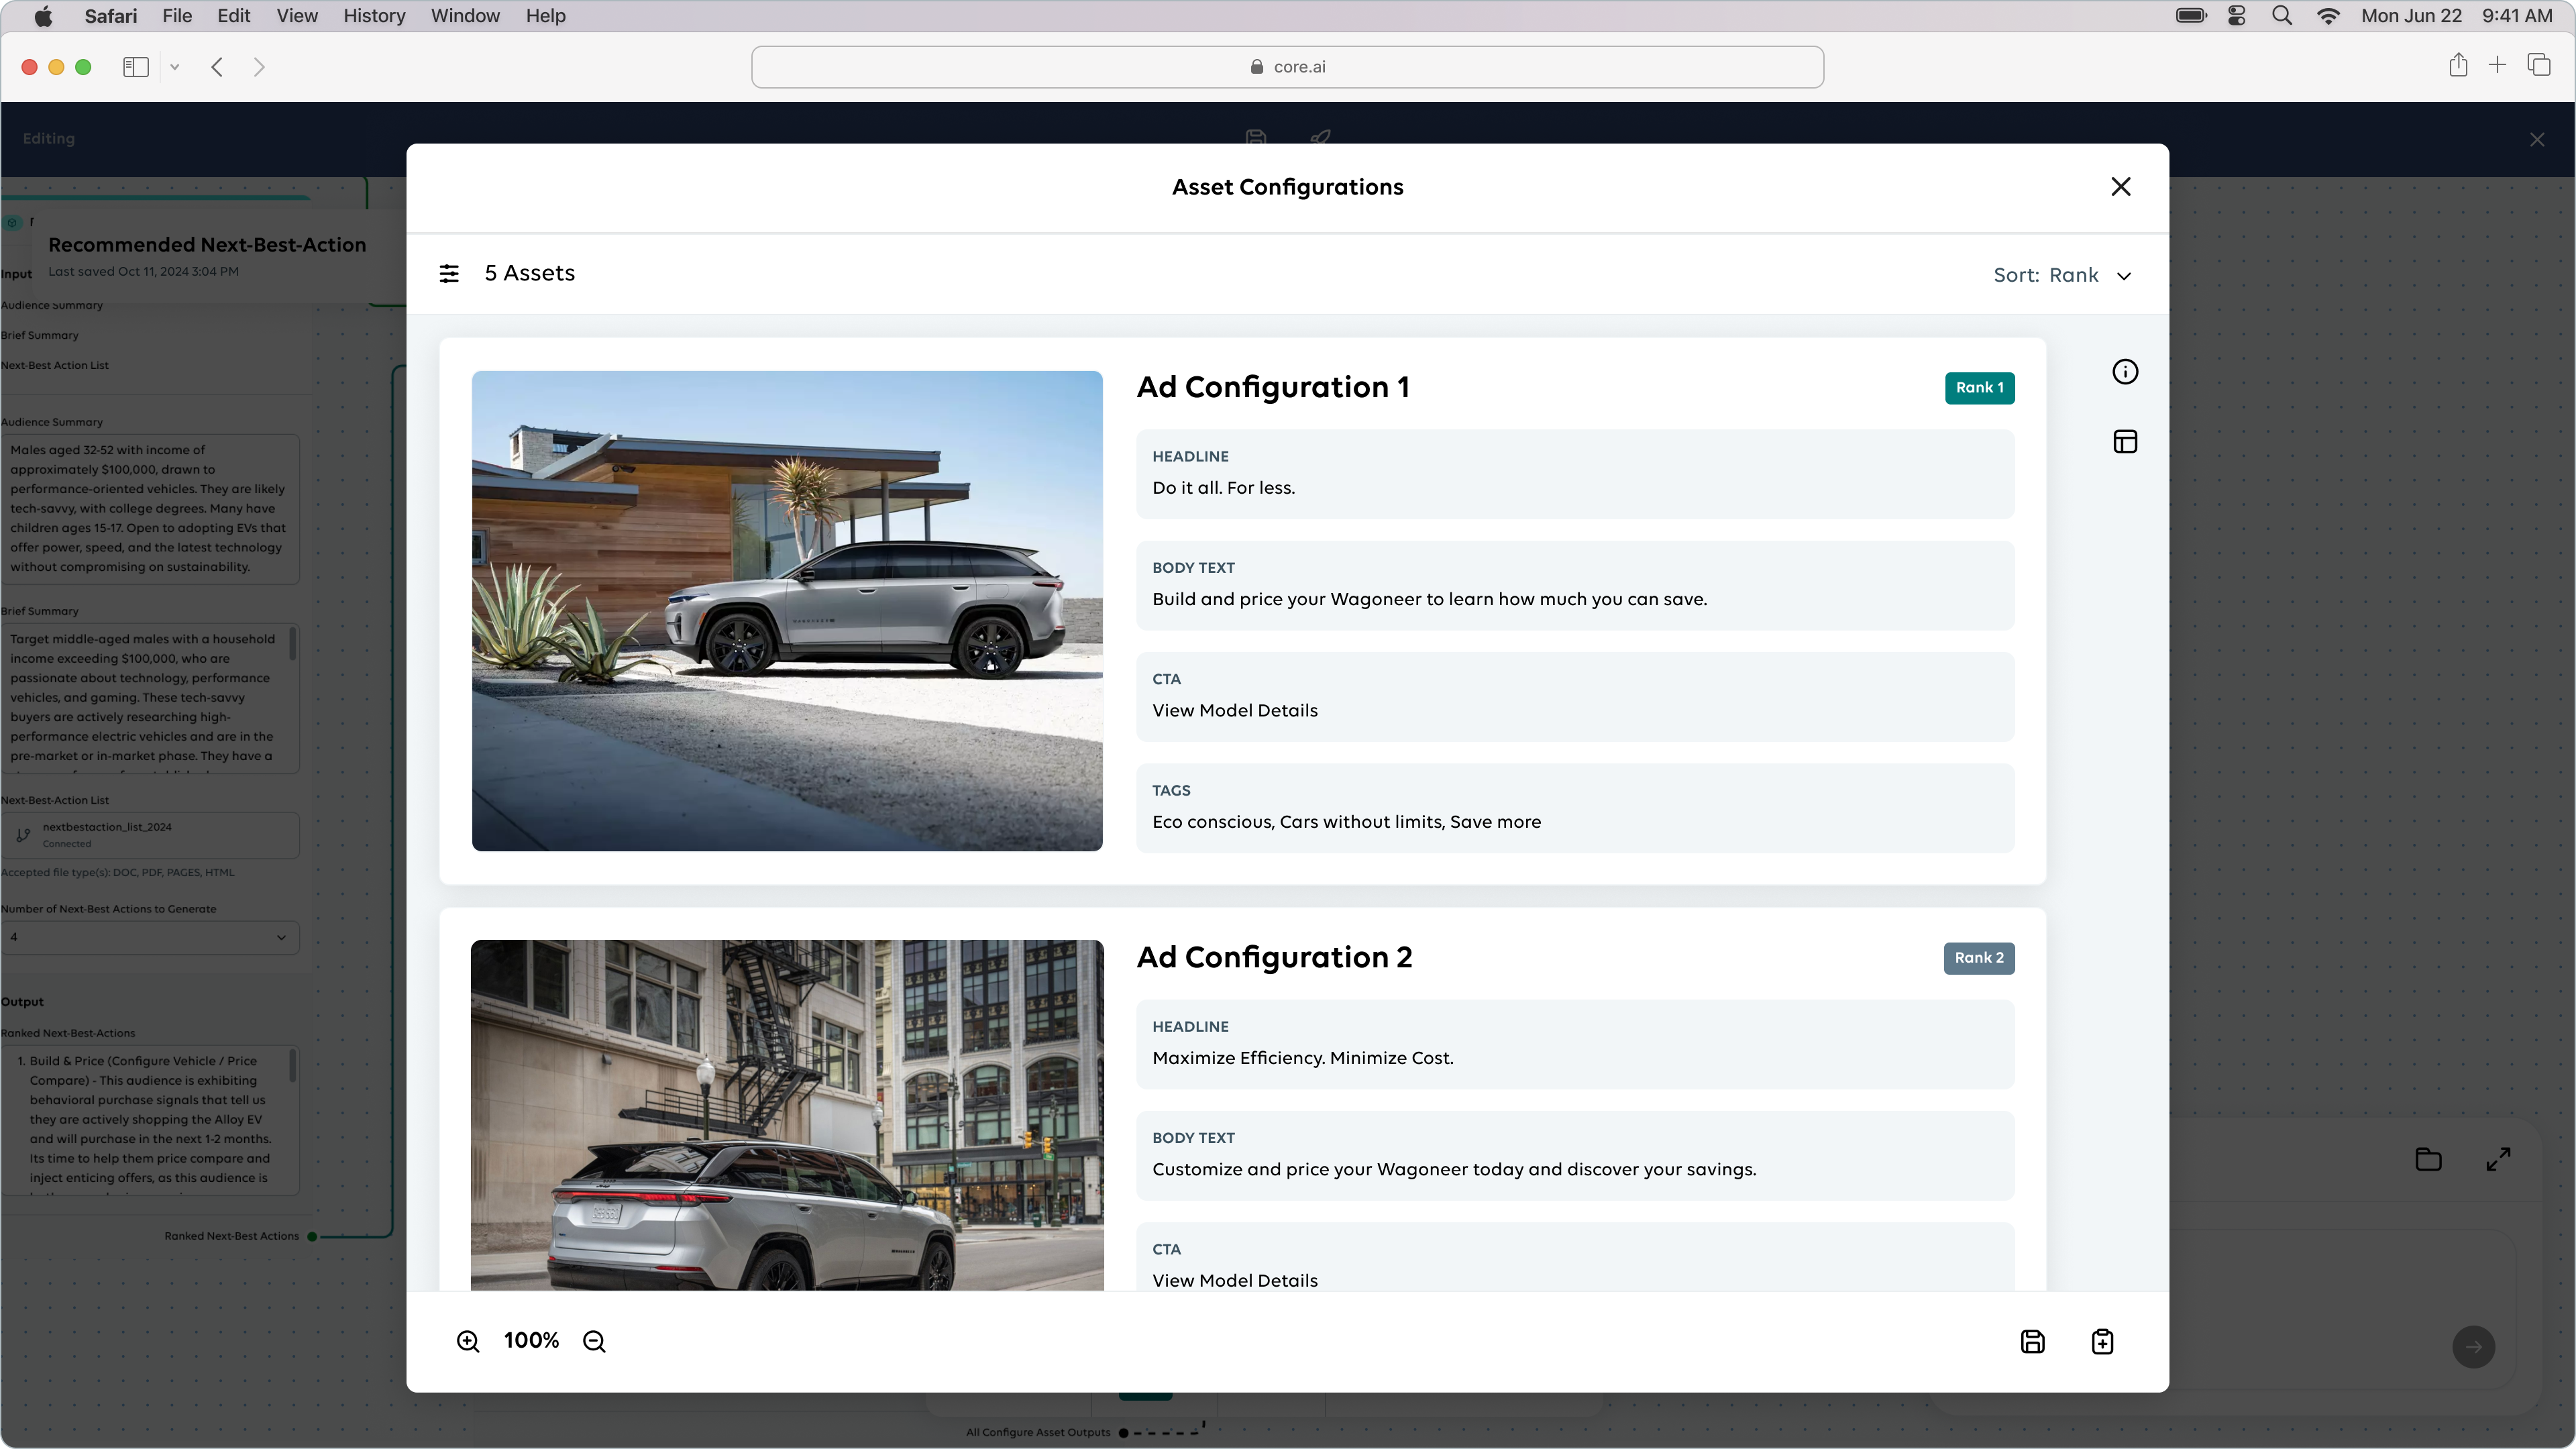 Safari File Edit View History Window Help
Mon Jun 22 9:41 AM
core.ai
Editing
Recommended Next-Best-Action
Last saved Oct 11, 2024 3:04 PM
Input
Audience Summary
Brief Summary
Next-Best Action List
Audience Summary
Males aged 32-52 with income of
approximately $100,000, drawn to
performance-oriented vehicles. They are likely
tech-savvy, with college degrees. Many have
children ages 15-17. Open to adopting EVs that
offer power, speed, and the latest technology
without compromising on sustainability.
Brief Summary
Target middle-aged males with a household
income exceeding $100,000, who are
passionate about technology, performance
vehicles, and gaming. These tech-savvy
buyers are actively researching high-
performance electric vehicles and are in the
pre-market or in-market phase. They have a
Next-Best-Action List
nextbestaction_list_2024
Connected
Accepted file type(s): DOC, PDF, PAGES, HTML
Number of Next-Best Actions to Generate
4
Output
Ranked Next-Best-Actions
1. Build & Price (Configure Vehicle / Price
Compare) - This audience is exhibiting
behavioral purchase signals that tell us
they are actively shopping the Alloy EV
and will purchase in the next 1-2 months.
Its time to help them price compare and
inject enticing offers, as this audience is
Ranked Next-Best Actions
Asset Configurations
5 Assets
Sort: Rank
Ad Configuration 1
Rank 1
HEADLINE
Do it all. For less.
BODY TEXT
Build and price your Wagoneer to learn how much you can save.
CTA
View Model Details
TAGS
Eco conscious, Cars without limits, Save more
Ad Configuration 2
Rank 2
HEADLINE
Maximize Efficiency. Minimize Cost.
BODY TEXT
Customize and price your Wagoneer today and discover your savings.
CTA
View Model Details
100%
All Configure Asset Outputs